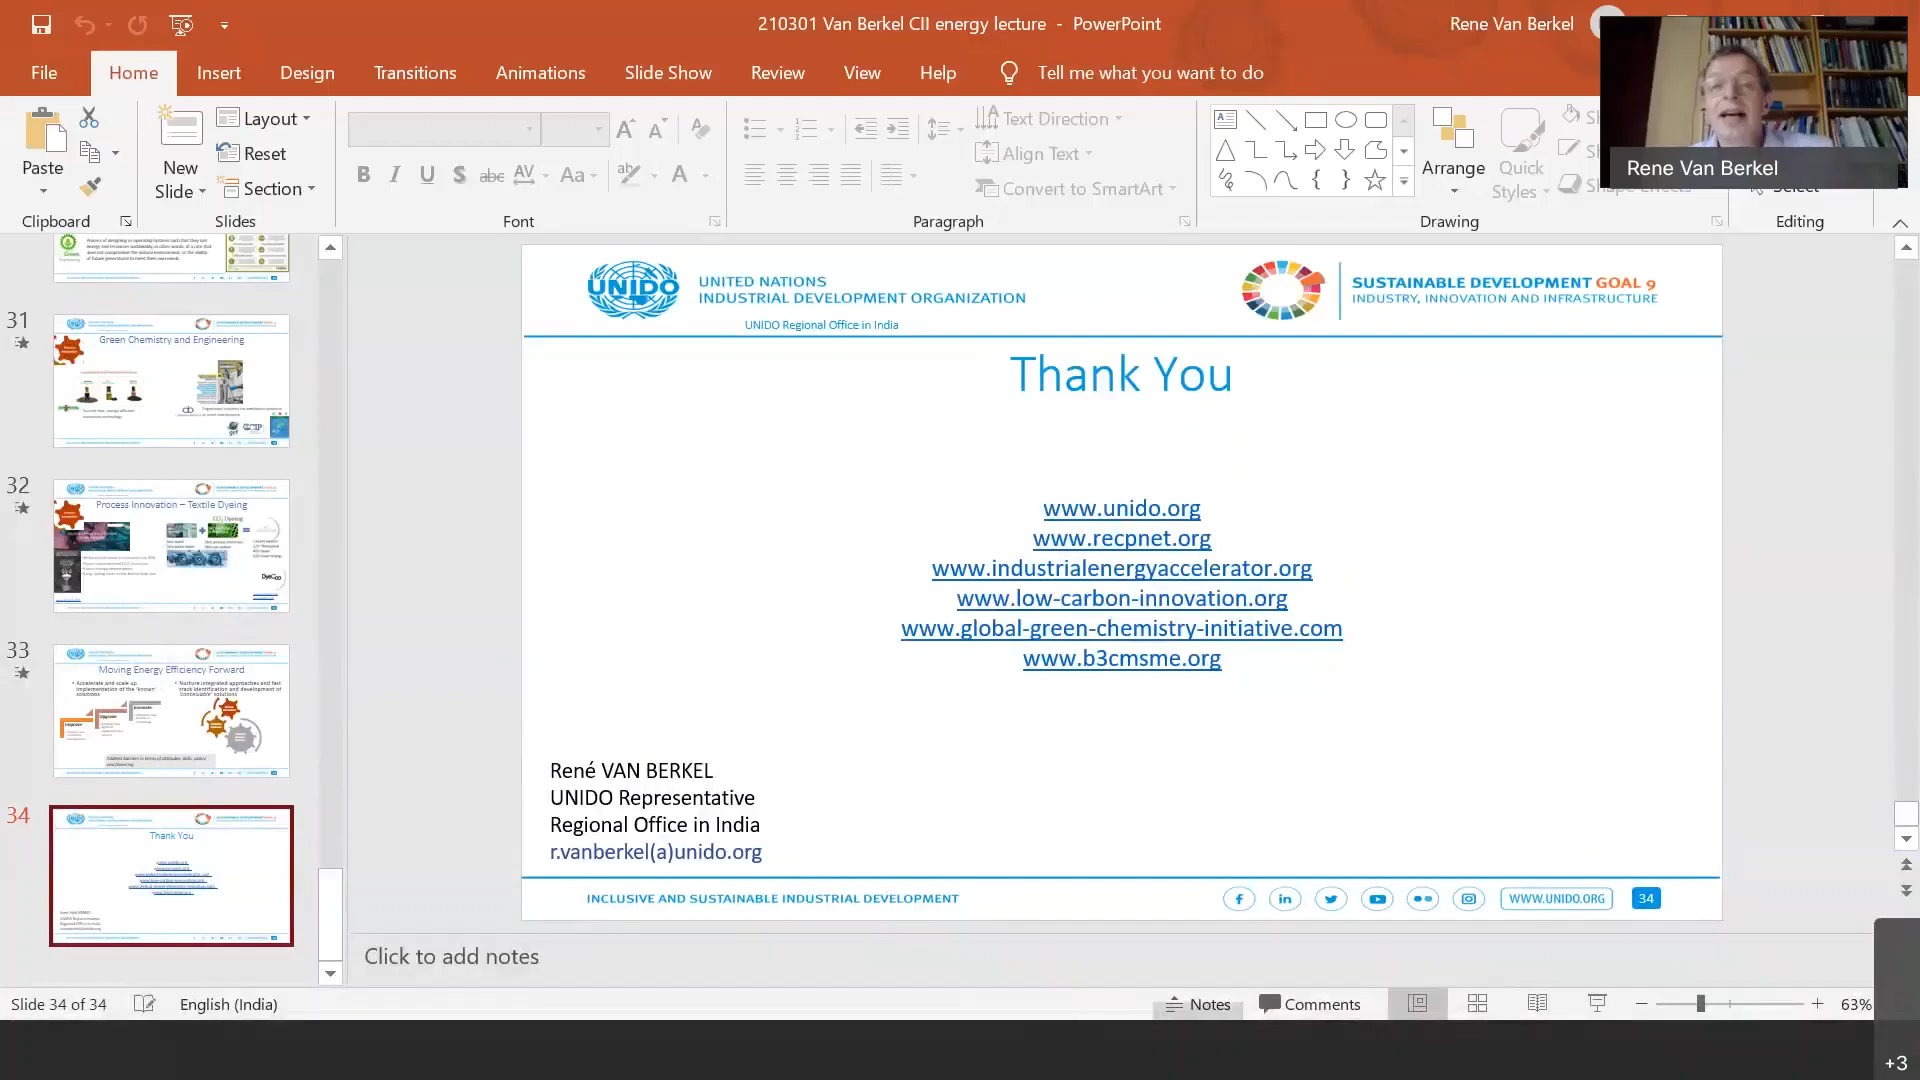 210301 Van Berkel CII energy lecture - PowerPoint
Rene Van Berkel
File
Home
Insert
Design
Transitions
Animations
Slide Show
Review
View
Help
Tell me what you want to do
Paste
New
Slide
Layout
Reset
Section
Text Direction
Align Text
Convert to SmartArt
Arrange
Quick
Styles
Shape Effects
Select
Rene Van Berkel
Clipboard
Slides
Font
Paragraph
Drawing
Editing
31
Green Chemistry and Engineering
32
Process Innovation – Textile Dyeing
33
Moving Energy Efficiency Forward
34
Thank You
UNIDO
UNITED NATIONS
INDUSTRIAL DEVELOPMENT ORGANIZATION
UNIDO Regional Office in India
SUSTAINABLE DEVELOPMENT GOAL 9
INDUSTRY, INNOVATION AND INFRASTRUCTURE
Thank You
www.unido.org
www.recpnet.org
www.industrialenergyaccelerator.org
www.low-carbon-innovation.org
www.global-green-chemistry-initiative.com
www.b3cmsme.org
René VAN BERKEL
UNIDO Representative
Regional Office in India
r.vanberkel(a)unido.org
INCLUSIVE AND SUSTAINABLE INDUSTRIAL DEVELOPMENT
WWW.UNIDO.ORG
34
Click to add notes
Slide 34 of 34
English (India)
Notes
Comments
63%
+3